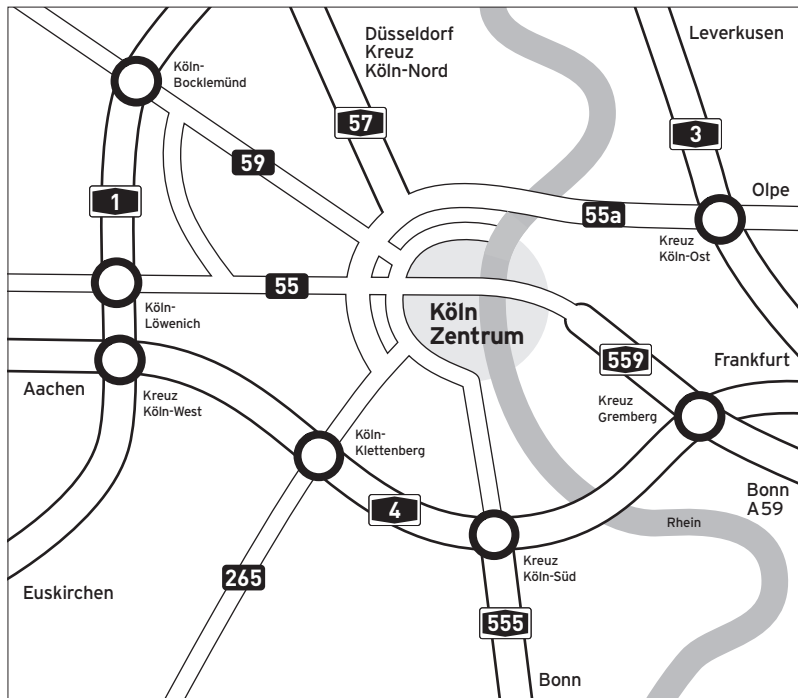 Düsseldorf
Kreuz
Köln-Nord
Leverkusen
Köln-
Bocklemünd
57
3
59
1
Olpe
55a
Kreuz
Köln-Ost
55
Köln-
Löwenich
Köln
Zentrum
559
Frankfurt
Aachen
Kreuz
Köln-West
Kreuz
Gremberg
Köln-
Klettenberg
Bonn
A59
4
Rhein
Kreuz
Köln-Süd
265
Euskirchen
555
Bonn